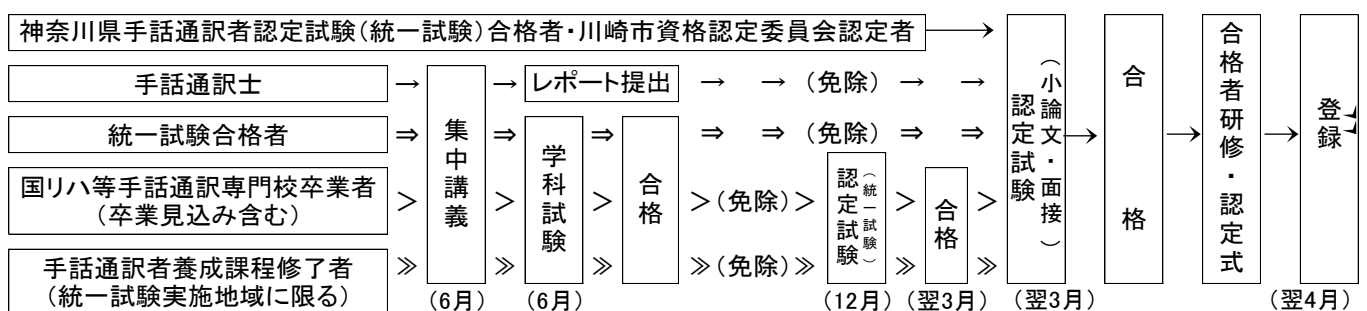 神奈川県手話通訳者認定試験(統一試験)合格者・川崎市資格認定委員会認定者 →
手話通訳士 → → レポート提出 → → (免除) → →
統一試験合格者 ⇒ ⇒ ⇒ ⇒ ⇒ (免除) ⇒ ⇒
国リハ等手話通訳専門校卒業者
(卒業見込み含む)
> > > >(免除)> > >
手話通訳者養成課程修了者
(統一試験実施地域に限る)
≫ ≫ ≫ ≫(免除)≫ ≫ ≫
集中講義
(6月)
学科試験
(6月)
合格
認定試験
(統一試験)
(12月)
合格
(翌3月)
認定試験
(小論文・面接)
(翌3月)
→
合格
→
合格者研修・認定式
→
登録
(翌4月)